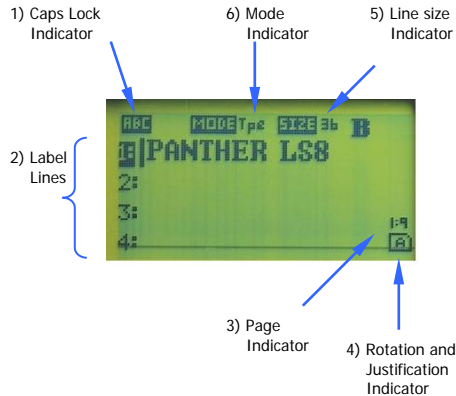 1) Caps Lock
Indicator
6) Mode
Indicator
5) Line size
Indicator
2) Label
Lines
ABC MODE Tpe SIZE 3b B
1: PANTHER LS8
2:
3:
4:
1:9
A
3) Page
Indicator
4) Rotation and
Justification
Indicator